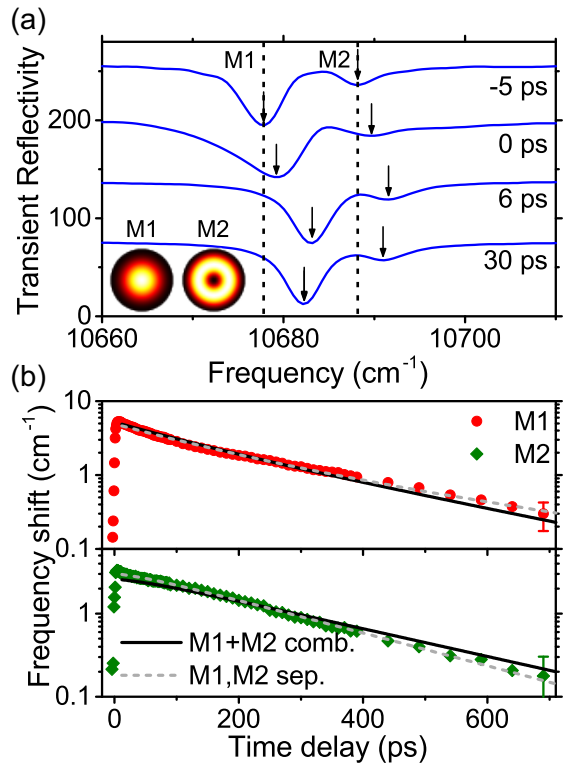 (a)
M1 M2
-5 ps
0 ps
6 ps
30 ps
M1 M2
200
100
0
Transient Reflectivity
10660 10680 10700
Frequency (cm⁻¹)
(b)
10
1
0.1
M1
M2
1
0.1
Frequency shift (cm⁻¹)
M1+M2 comb.
M1,M2 sep.
0 200 400 600
Time delay (ps)